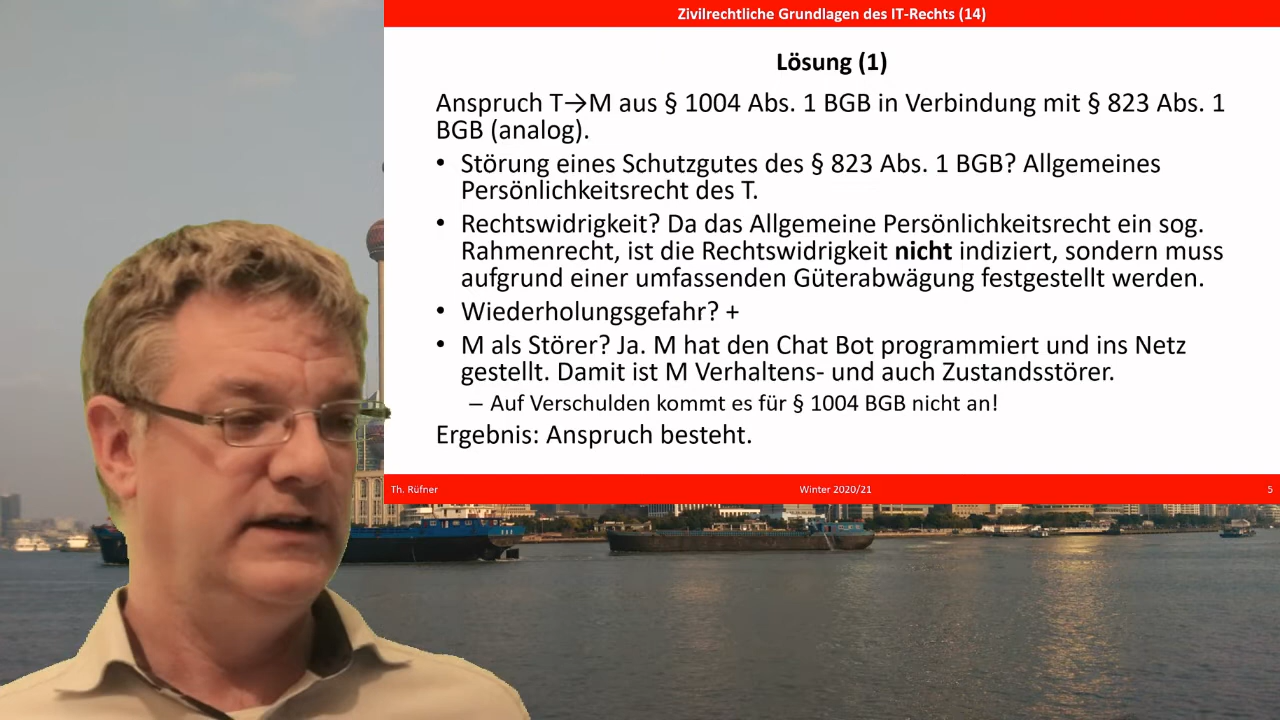 Zivilrechtliche Grundlagen des IT-Rechts (14)
Lösung (1)
Anspruch T→M aus § 1004 Abs. 1 BGB in Verbindung mit § 823 Abs. 1
BGB (analog).
• Störung eines Schutzgutes des § 823 Abs. 1 BGB? Allgemeines
Persönlichkeitsrecht des T.
• Rechtswidrigkeit? Da das Allgemeine Persönlichkeitsrecht ein sog.
Rahmenrecht, ist die Rechtswidrigkeit nicht indiziert, sondern muss
aufgrund einer umfassenden Güterabwägung festgestellt werden.
• Wiederholungsgefahr? +
• M als Störer? Ja. M hat den Chat Bot programmiert und ins Netz
gestellt. Damit ist M Verhaltens- und auch Zustandsstörer.
– Auf Verschulden kommt es für § 1004 BGB nicht an!
Ergebnis: Anspruch besteht.
Th. Rüfner
Winter 2020/21
5